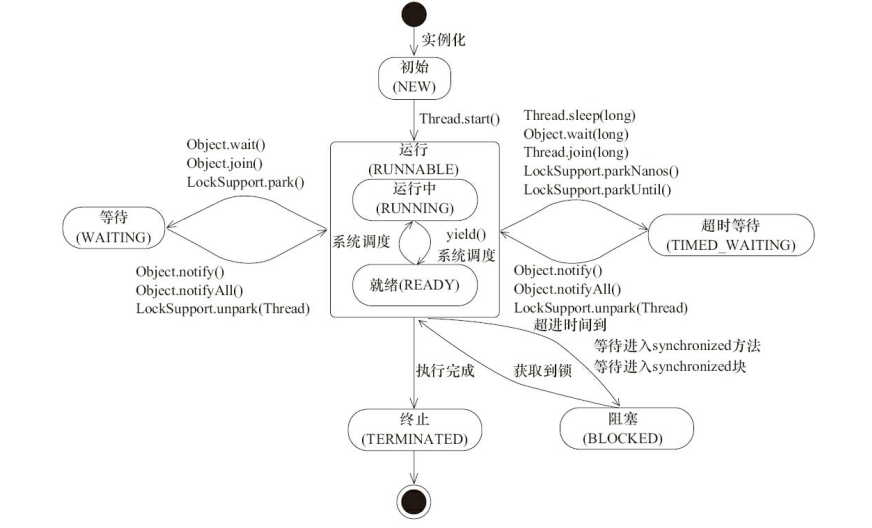 实例化
初始
(NEW)
Thread.start()
Object.wait()
Object.join()
LockSupport.park()
等待
(WAITING)
Object.notify()
Object.notifyAll()
LockSupport.unpark(Thread)
运行
(RUNNABLE)
运行中
(RUNNING)
系统调度
yield()
系统调度
就绪(READY)
Thread.sleep(long)
Object.wait(long)
Thread.join(long)
LockSupport.parkNanos()
LockSupport.parkUntil()
超时等待
(TIMED_WAITING)
Object.notify()
Object.notifyAll()
LockSupport.unpark(Thread)
超进时间到
等待进入synchronized方法
等待进入synchronized块
获取到锁
执行完成
阻塞
(BLOCKED)
终止
(TERMINATED)